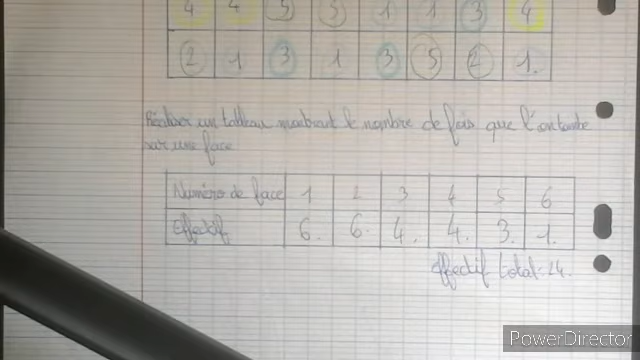 4 4 5 5 1 1 3 4
2 1 3 1 3 5 2 1.
Réaliser un tableau montrant le nombre de fois que l'on tombe
sur une face
Numéro de face 1 2 3 4 5 6
Effectif 6. 6. 4. 4. 3. 1.
effectif total: 24.
PowerDirector